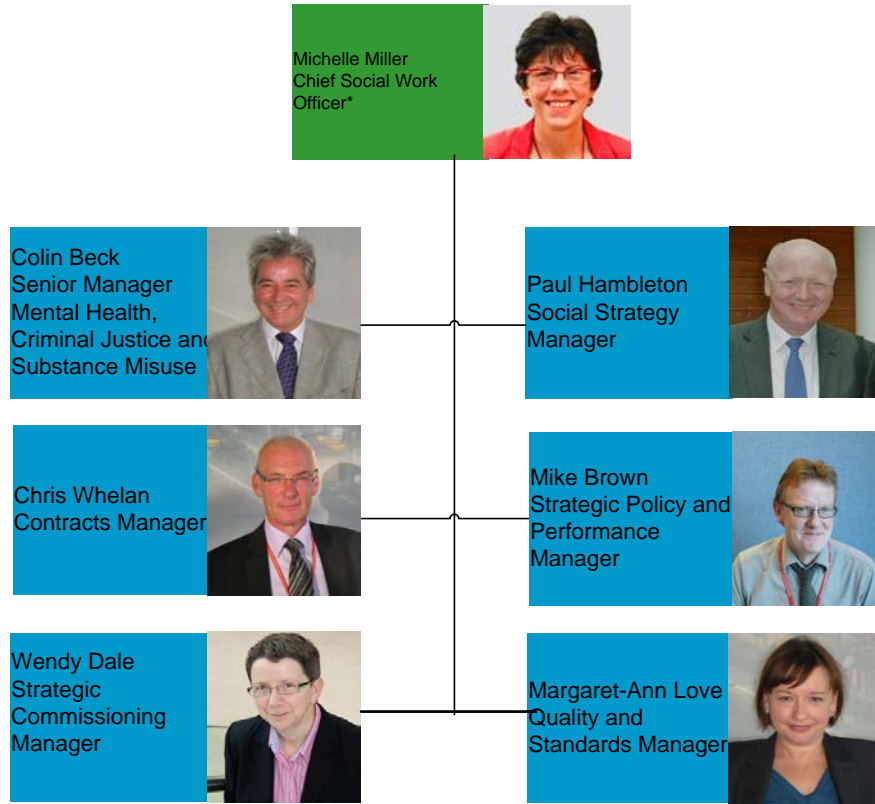 Michelle Miller
Chief Social Work
Officer*
Colin Beck
Senior Manager
Mental Health,
Criminal Justice and
Substance Misuse
Paul Hambleton
Social Strategy
Manager
Chris Whelan
Contracts Manager
Mike Brown
Strategic Policy and
Performance
Manager
Wendy Dale
Strategic
Commissioning
Manager
Margaret-Ann Love
Quality and
Standards Manager